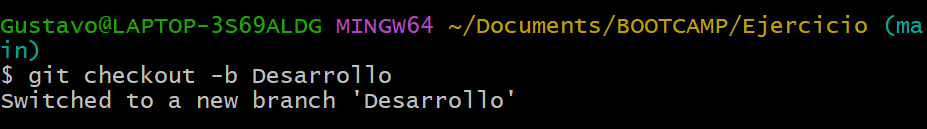 Gustavo@LAPTOP-3S69ALDG MINGW64 ~/Documents/BOOTCAMP/Ejercicio (ma
in)
$ git checkout -b Desarrollo
Switched to a new branch 'Desarrollo'